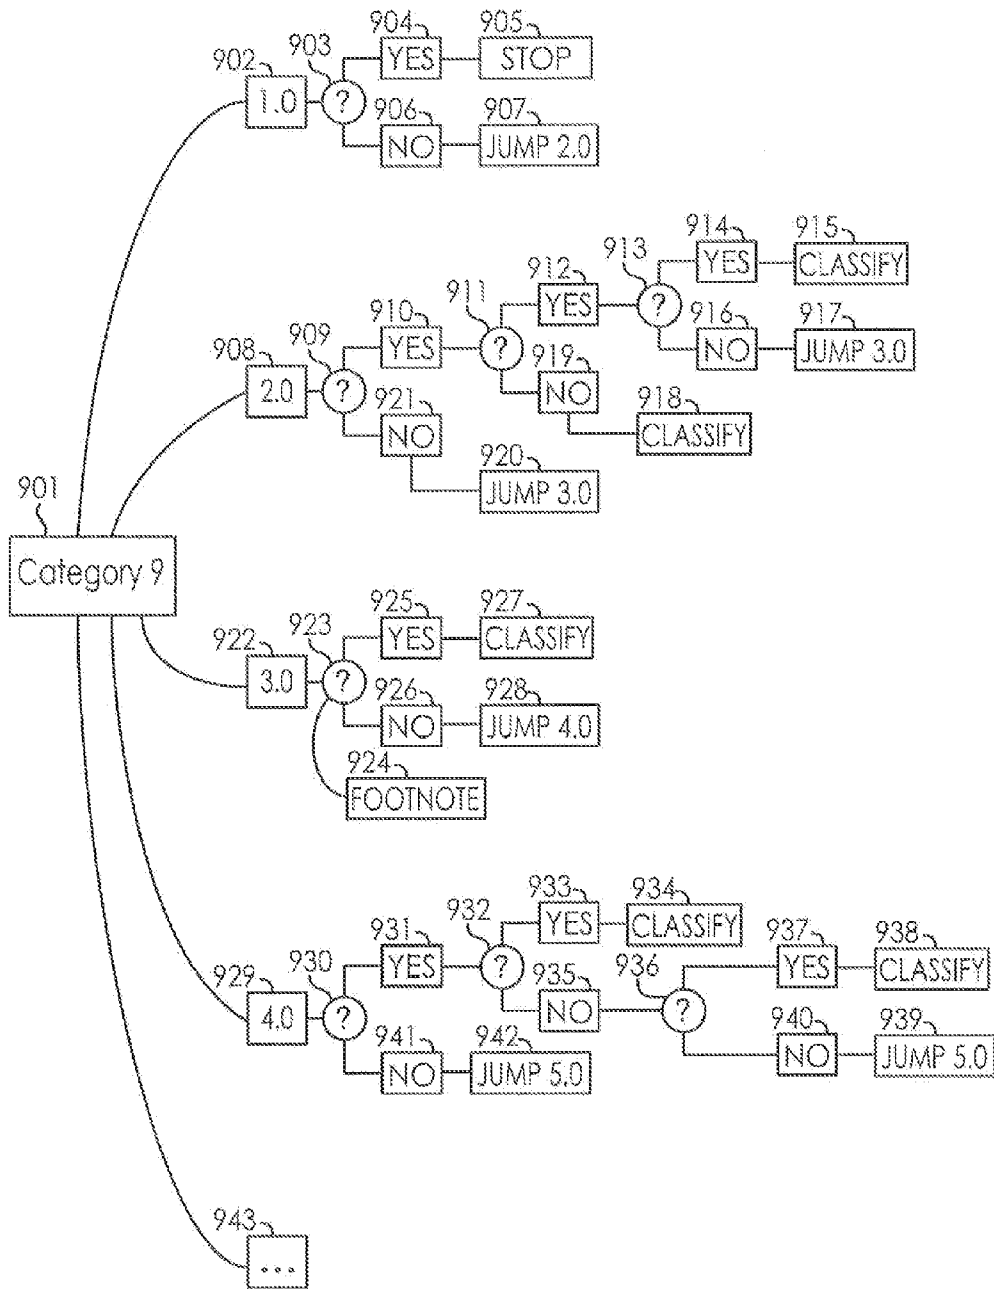 904 905
902 903 YES STOP
1.0 ? 906 907
NO JUMP 2.0
914 915
913 YES CLASSIFY
912
910 911 YES ? 916 917
908 909 YES ? 919 NO JUMP 3.0
2.0 ? 921 NO 918
NO CLASSIFY
920
JUMP 3.0
901
Category 9
925 927
922 923 YES CLASSIFY
3.0 ? 926 928
NO JUMP 4.0
924
FOOTNOTE
933 934
931 932 YES CLASSIFY 937 938
929 930 YES ? 935 936 YES CLASSIFY
4.0 ? NO ? 940 939
941 942 NO JUMP 5.0
NO JUMP 5.0
943
...